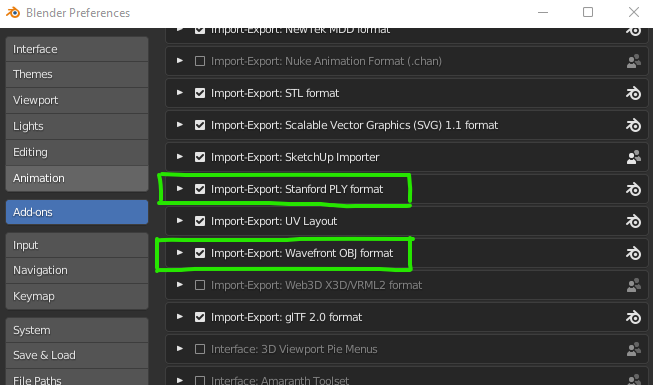 Blender Preferences
Interface
Themes
Viewport
Lights
Editing
Animation
Add-ons
Input
Navigation
Keymap
System
Save & Load
File Paths
Import-Export: NewTek MDD format
Import-Export: Nuke Animation Format (.chan)
Import-Export: STL format
Import-Export: Scalable Vector Graphics (SVG) 1.1 format
Import-Export: SketchUp Importer
Import-Export: Stanford PLY format
Import-Export: UV Layout
Import-Export: Wavefront OBJ format
Import-Export: Web3D X3D/VRML2 format
Import-Export: glTF 2.0 format
Interface: 3D Viewport Pie Menus
Interface: Amaranth Toolset